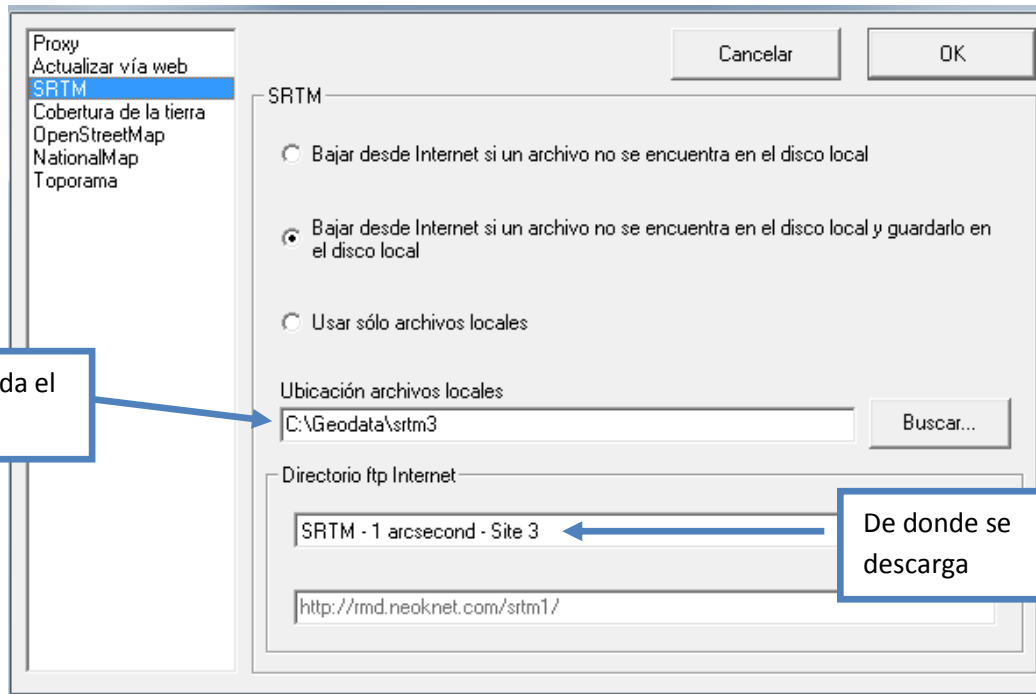 Proxy
Actualizar vía web
SRTM
Cobertura de la tierra
OpenStreetMap
NationalMap
Toporama
Cancelar
OK
SRTM
Bajar desde Internet si un archivo no se encuentra en el disco local
Bajar desde Internet si un archivo no se encuentra en el disco local y guardarlo en
el disco local
Usar sólo archivos locales
da el
Ubicación archivos locales
C:\Geodata\srtm3
Buscar...
Directorio ftp Internet
SRTM - 1 arcsecond - Site 3
De donde se
descarga
http://rmd.neoknet.com/srtm1/